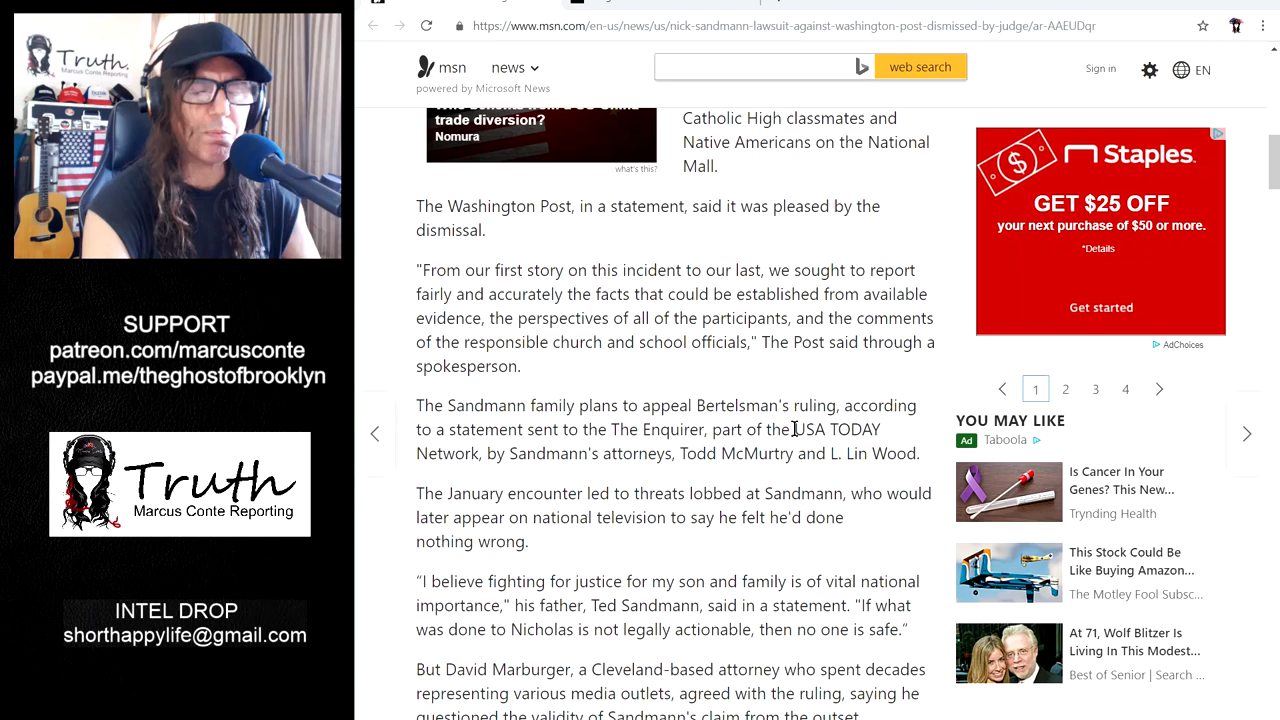 Truth.
Marcus Conte Reporting
SUPPORT
patreon.com/marcusconte
paypal.me/theghostofbrooklyn
Truth
Marcus Conte Reporting
INTEL DROP
shorthappylife@gmail.com
https://www.msn.com/en-us/news/us/nick-sandmann-lawsuit-against-washington-post-dismissed-by-judge/ar-AAEUDqr
msn
news
powered by Microsoft News
web search
Sign in
EN
trade diversion?
Nomura
what's this?
Catholic High classmates and
Native Americans on the National
Mall.
The Washington Post, in a statement, said it was pleased by the
dismissal.
"From our first story on this incident to our last, we sought to report
fairly and accurately the facts that could be established from available
evidence, the perspectives of all of the participants, and the comments
of the responsible church and school officials," The Post said through a
spokesperson.
The Sandmann family plans to appeal Bertelsman's ruling, according
to a statement sent to the The Enquirer, part of the USA TODAY
Network, by Sandmann's attorneys, Todd McMurtry and L. Lin Wood.
The January encounter led to threats lobbed at Sandmann, who would
later appear on national television to say he felt he'd done
nothing wrong.
“I believe fighting for justice for my son and family is of vital national
importance," his father, Ted Sandmann, said in a statement. "If what
was done to Nicholas is not legally actionable, then no one is safe.”
But David Marburger, a Cleveland-based attorney who spent decades
representing various media outlets, agreed with the ruling, saying he
questioned the validity of Sandmann's claim from the outset.
Staples.
GET $25 OFF
your next purchase of $50 or more.
*Details
Get started
AdChoices
1 2 3 4
YOU MAY LIKE
Ad Taboola
Is Cancer In Your
Genes? This New...
Trynding Health
This Stock Could Be
Like Buying Amazon...
The Motley Fool Subsc...
At 71, Wolf Blitzer Is
Living In This Modest...
Best of Senior | Search ...